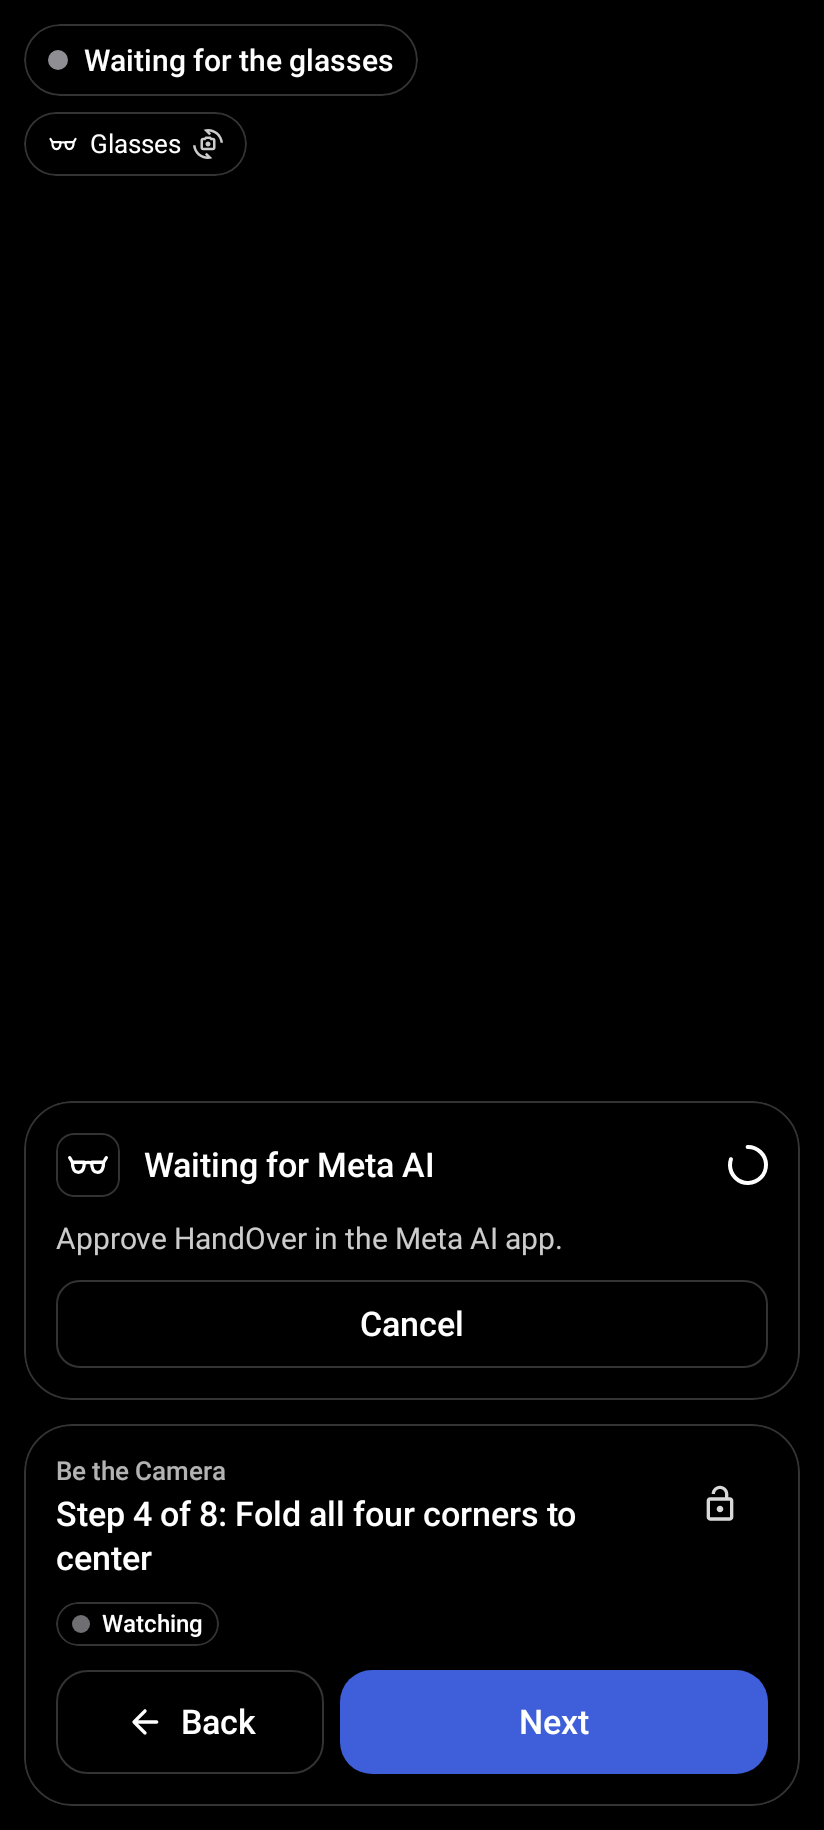 Waiting for the glasses
Glasses
Waiting for Meta AI
Approve HandOver in the Meta AI app.
Cancel
Be the Camera
Step 4 of 8: Fold all four corners to
center
Watching
Back
Next